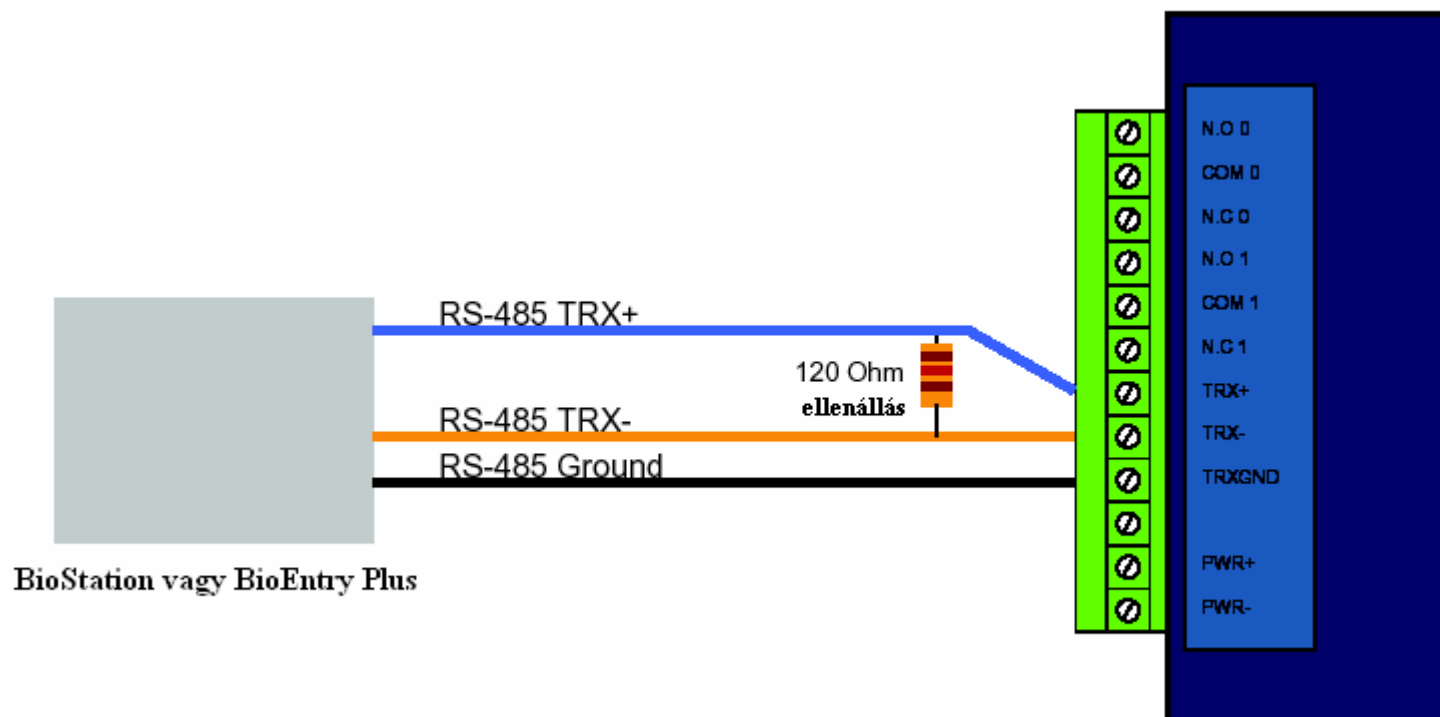 N.O 0
COM 0
N.C 0
N.O 1
COM 1
N.C 1
TRX+
TRX-
TRXGND
PWR+
PWR-
RS-485 TRX+
120 Ohm
ellenállás
RS-485 TRX-
RS-485 Ground
BioStation vagy BioEntry Plus